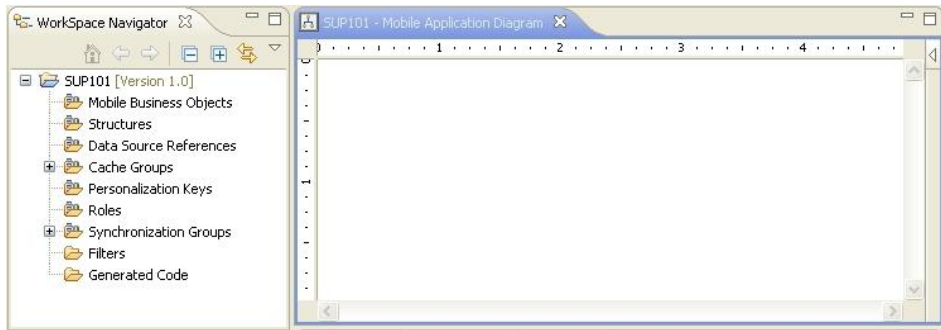 WorkSpace Navigator
SUP101 - Mobile Application Diagram
1 2 3 4
SUP101 [Version 1.0]
Mobile Business Objects
Structures
Data Source References
Cache Groups
Personalization Keys
Roles
Synchronization Groups
Filters
Generated Code
0
1